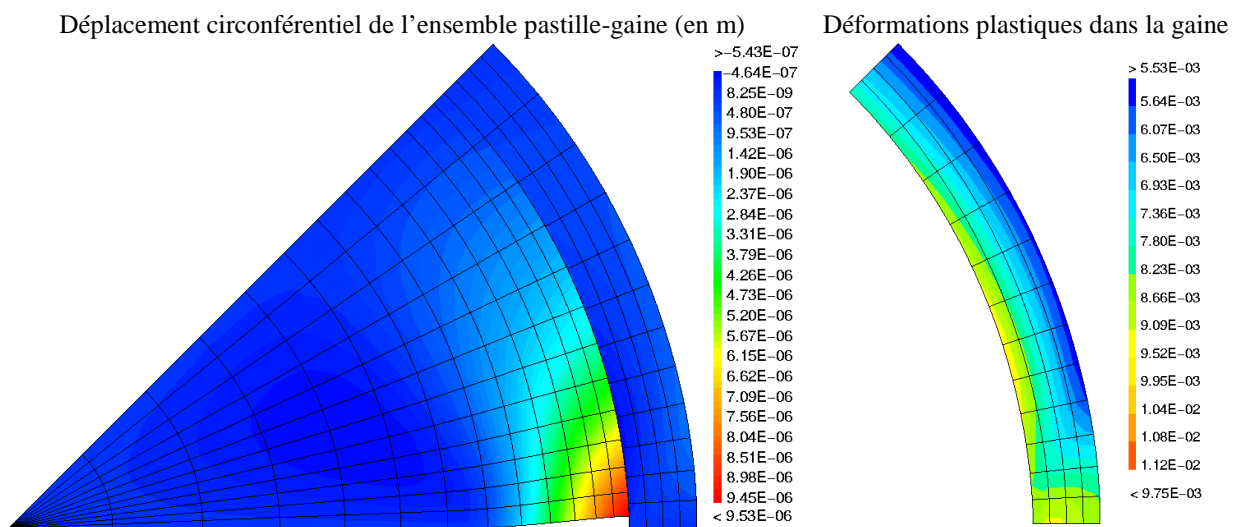 Déplacement circonférentiel de l'ensemble pastille-gaine (en m)
>−5.43E−07
−4.64E−07
8.25E−09
4.80E−07
9.53E−07
1.42E−06
1.90E−06
2.37E−06
2.84E−06
3.31E−06
3.79E−06
4.26E−06
4.73E−06
5.20E−06
5.67E−06
6.15E−06
6.62E−06
7.09E−06
7.56E−06
8.04E−06
8.51E−06
8.98E−06
9.45E−06
< 9.53E−06
Déformations plastiques dans la gaine
> 5.53E−03
5.64E−03
6.07E−03
6.50E−03
6.93E−03
7.36E−03
7.80E−03
8.23E−03
8.66E−03
9.09E−03
9.52E−03
9.95E−03
1.04E−02
1.08E−02
1.12E−02
< 9.75E−03